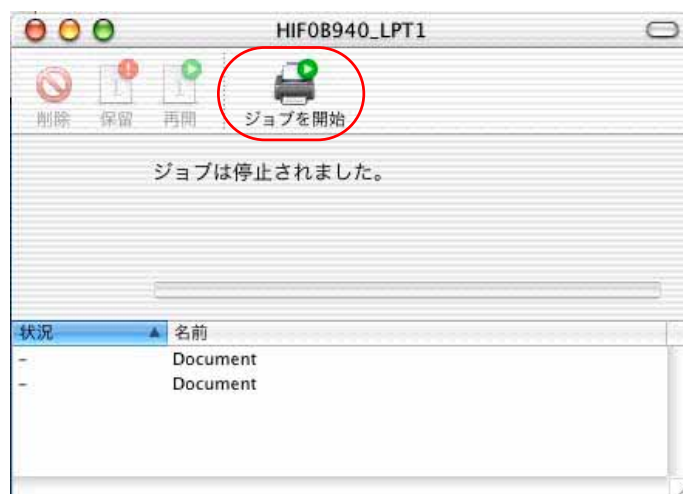 HIF0B940_LPT1
削除 保留 再開 ジョブを開始
ジョブは停止されました。
状況 名前
- Document
- Document